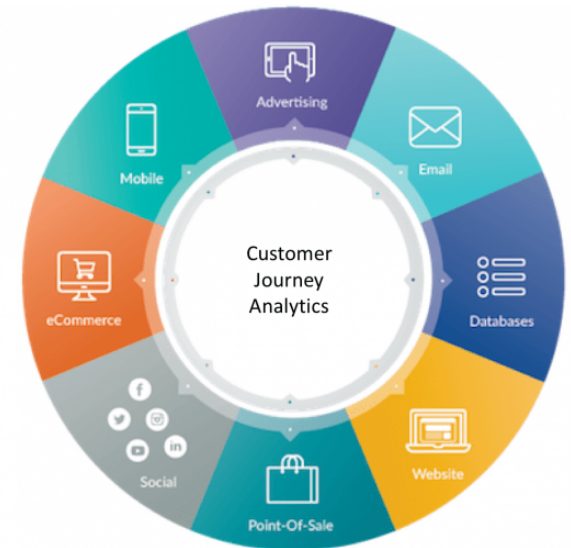 Advertising
Email
Databases
Website
Point-Of-Sale
Social
eCommerce
Mobile
Customer
Journey
Analytics